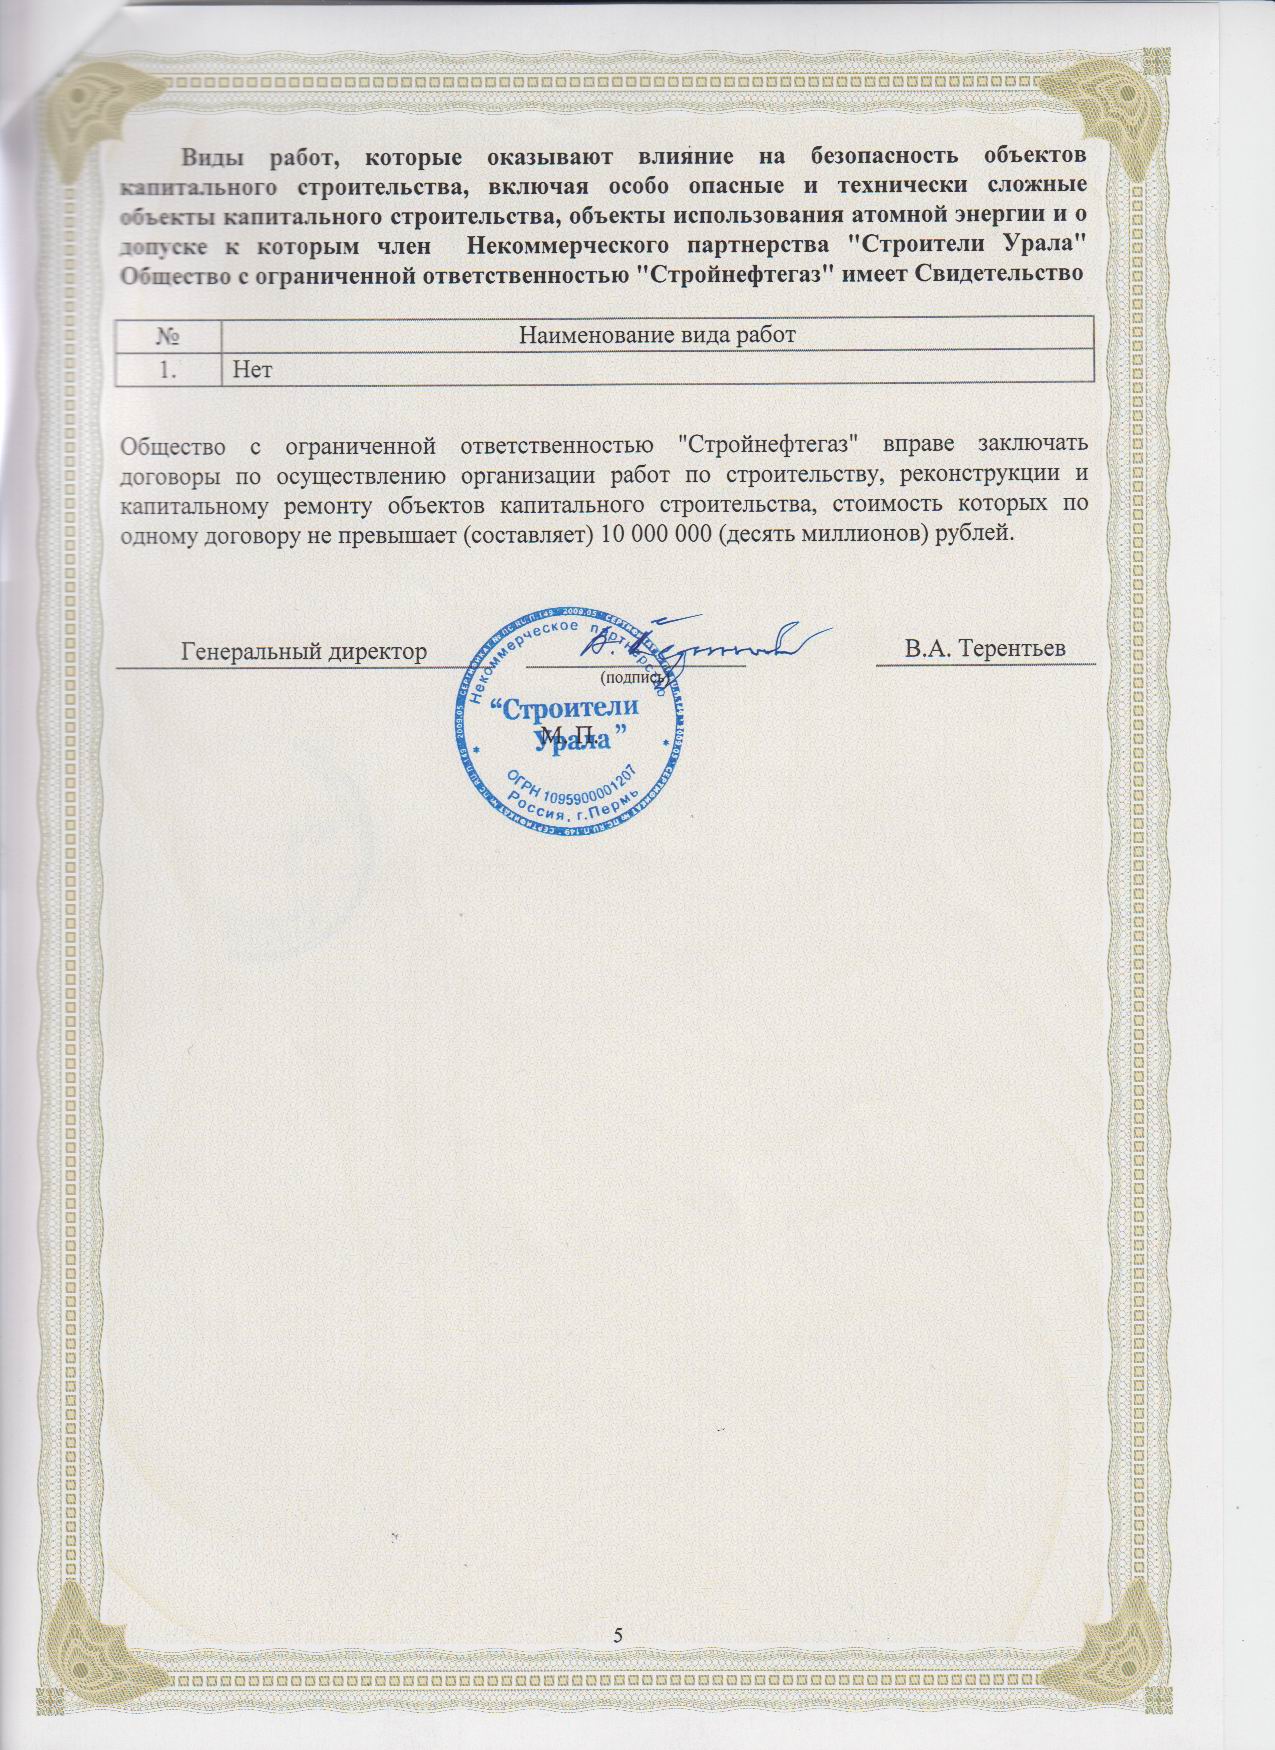 Виды работ, которые оказывают влияние на безопасность объектов
капитального строительства, включая особо опасные и технически сложные
объекты капитального строительства, объекты использования атомной энергии и о
допуске к которым член Некоммерческого партнерства "Строители Урала"
Общество с ограниченной ответственностью "Стройнефтегаз" имеет Свидетельство
№ Наименование вида работ
1. Нет
Общество с ограниченной ответственностью "Стройнефтегаз" вправе заключать
договоры по осуществлению организации работ по строительству, реконструкции и
капитальному ремонту объектов капитального строительства, стоимость которых по
одному договору не превышает (составляет) 10 000 000 (десять миллионов) рублей.
Генеральный директор
В.А. Терентьев
(подпись)
М. П.
Некоммерческое партнерство
“Строители
Урала”
ОГРН 1095900001207
Россия, г.Пермь
5